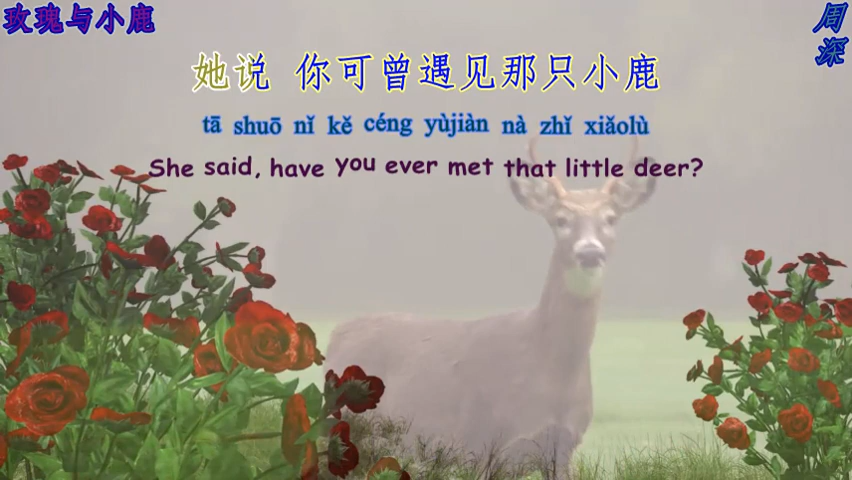 玫瑰与小鹿
周深
她说 你可曾遇见那只小鹿
tā shuō nǐ kě céng yùjiàn nà zhǐ xiǎolù
She said, have you ever met that little deer?